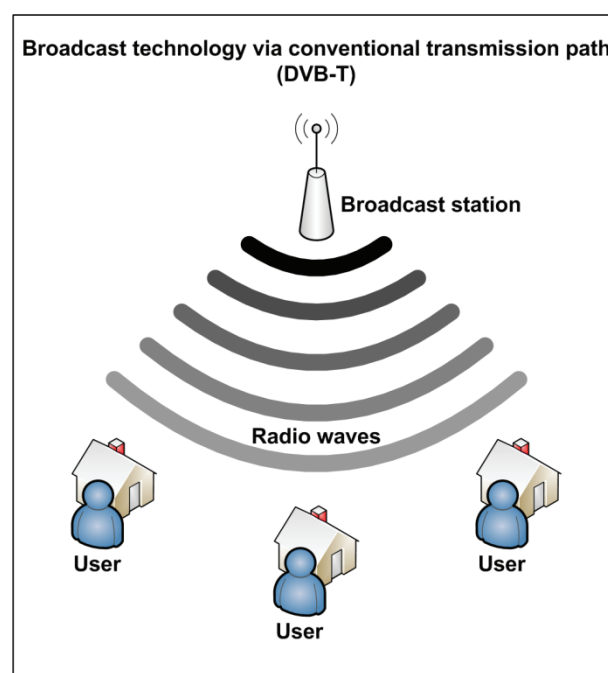 Broadcast technology via conventional transmission path
(DVB-T)
Broadcast station
Radio waves
User
User
User